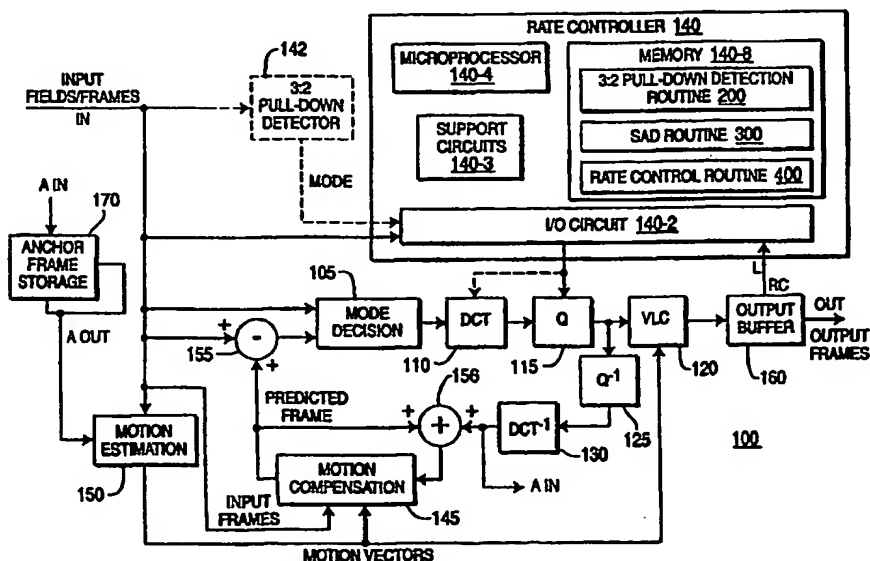 RATE CONTROLLER 140
142
INPUT
FIELDS/FRAMES
IN
3:2
PULL-DOWN
DETECTOR
MODE
MICROPROCESSOR
140-4
SUPPORT
CIRCUITS
140-3
MEMORY 140-8
3:2 PULL-DOWN DETECTION
ROUTINE 200
SAD ROUTINE 300
RATE CONTROL ROUTINE 400
I/O CIRCUIT 140-2
A IN
170
ANCHOR
FRAME
STORAGE
A OUT
105
MODE
DECISION
DCT
110
Q
115
VLC
120
RC
OUTPUT
BUFFER
160
OUT
OUTPUT
FRAMES
+
-
155
+
PREDICTED
FRAME
156
+
+
+
Q-1
125
DCT-1
130
A IN
100
MOTION
ESTIMATION
150
MOTION
COMPENSATION
145
INPUT
FRAMES
MOTION VECTORS